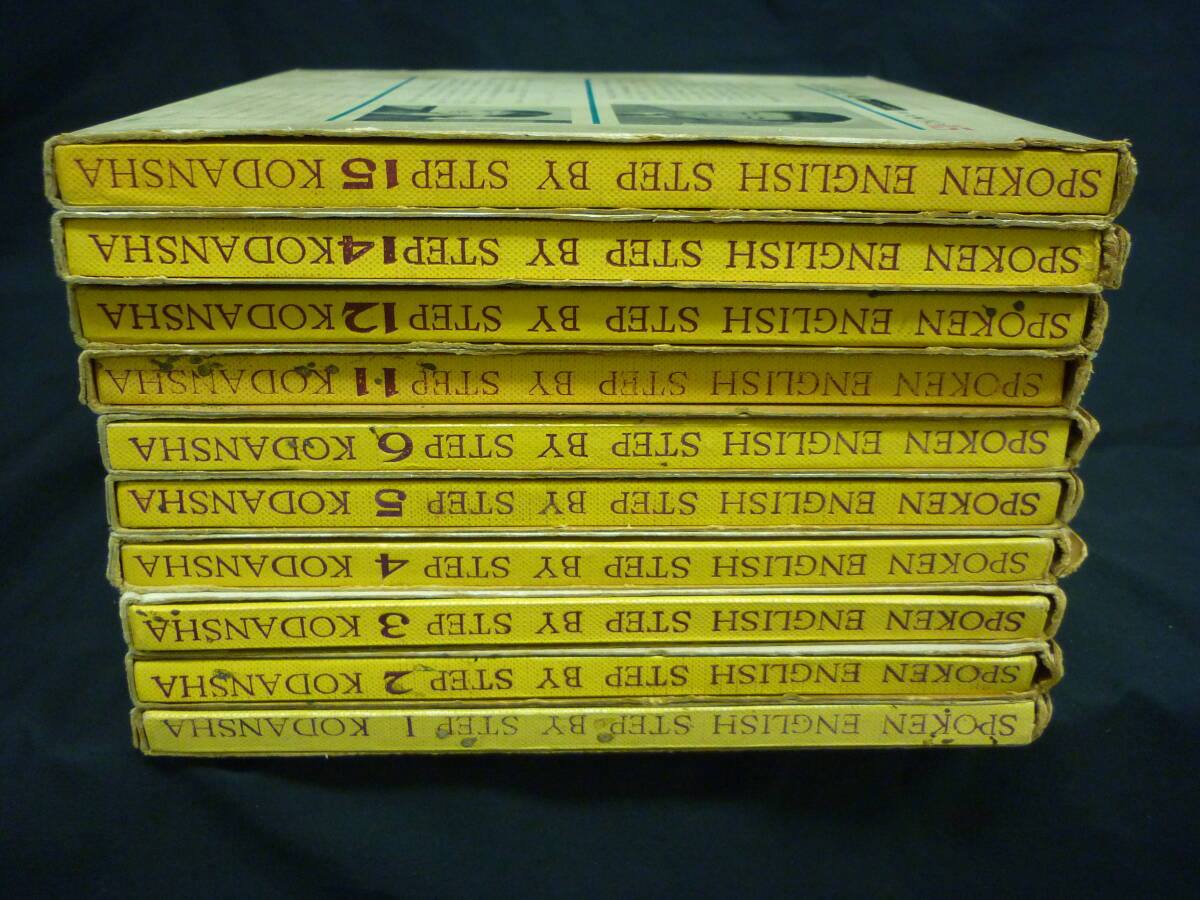 SPOKEN ENGLISH STEP BY STEP 15 KODANSHA
SPOKEN ENGLISH STEP BY STEP 14 KODANSHA
SPOKEN ENGLISH STEP BY STEP 12 KODANSHA
SPOKEN ENGLISH STEP BY STEP 11 KODANSHA
SPOKEN ENGLISH STEP BY STEP 6 KODANSHA
SPOKEN ENGLISH STEP BY STEP 5 KODANSHA
SPOKEN ENGLISH STEP BY STEP 4 KODANSHA
SPOKEN ENGLISH STEP BY STEP 3 KODANSHA
SPOKEN ENGLISH STEP BY STEP 2 KODANSHA
SPOKEN ENGLISH STEP BY STEP 1 KODANSHA